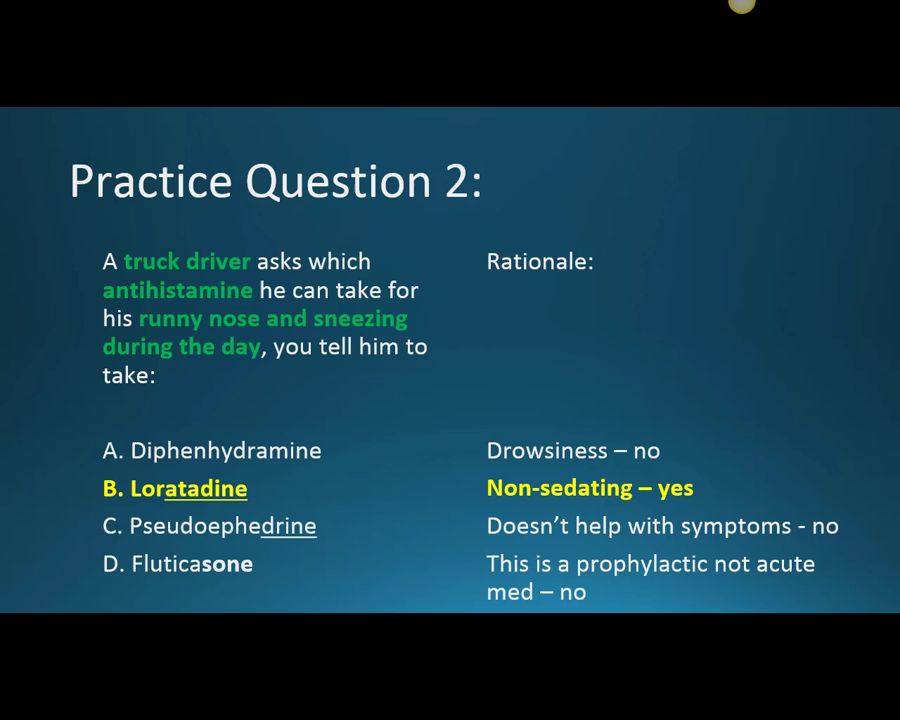 Practice Question 2:
A truck driver asks which
antihistamine he can take for
his runny nose and sneezing
during the day, you tell him to
take:
Rationale:
A. Diphenhydramine
Drowsiness – no
B. Loratadine
Non-sedating – yes
C. Pseudoephedrine
Doesn’t help with symptoms - no
D. Fluticasone
This is a prophylactic not acute
med – no